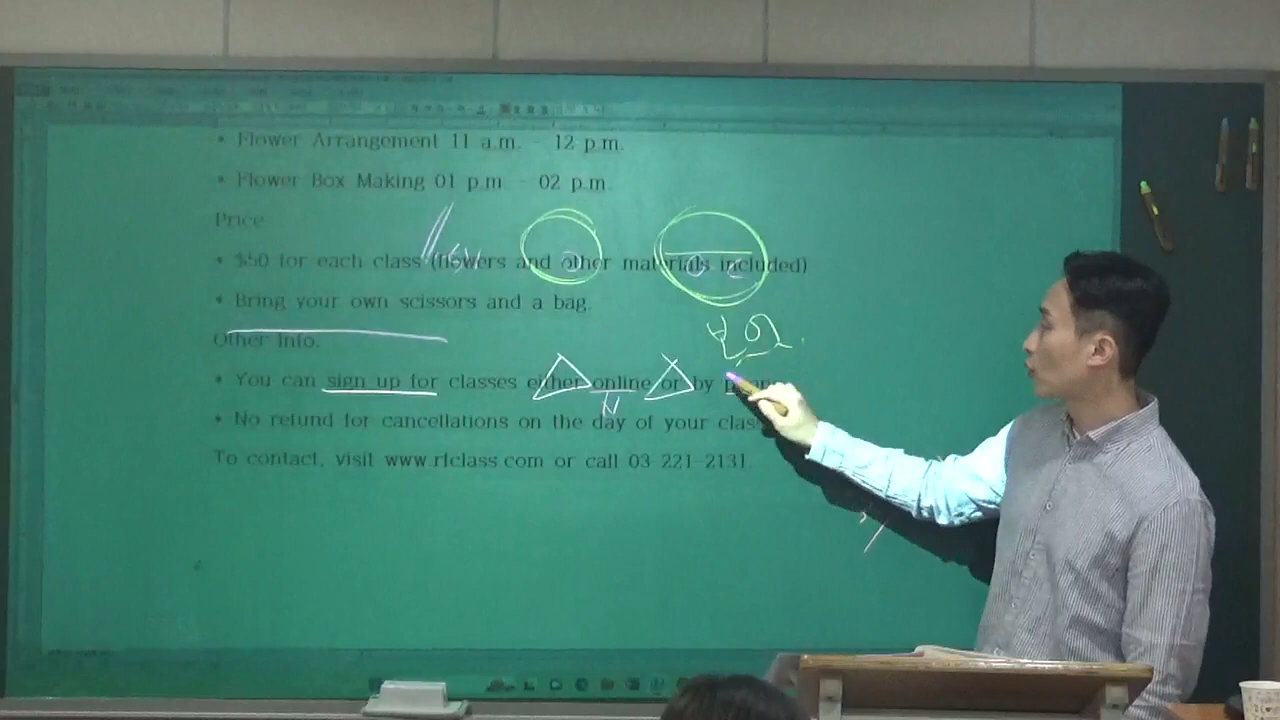 • Flower Arrangement 11 a.m. - 12 p.m.
• Flower Box Making 01 p.m. - 02 p.m.
Price
• $50 for each class (flowers and other materials included)
• Bring your own scissors and a bag.
Other Info.
• You can sign up for classes either online or by
N
• No refund for cancellations on the day of your
To contact, visit www.rfclass.com or call 03-221-2131.